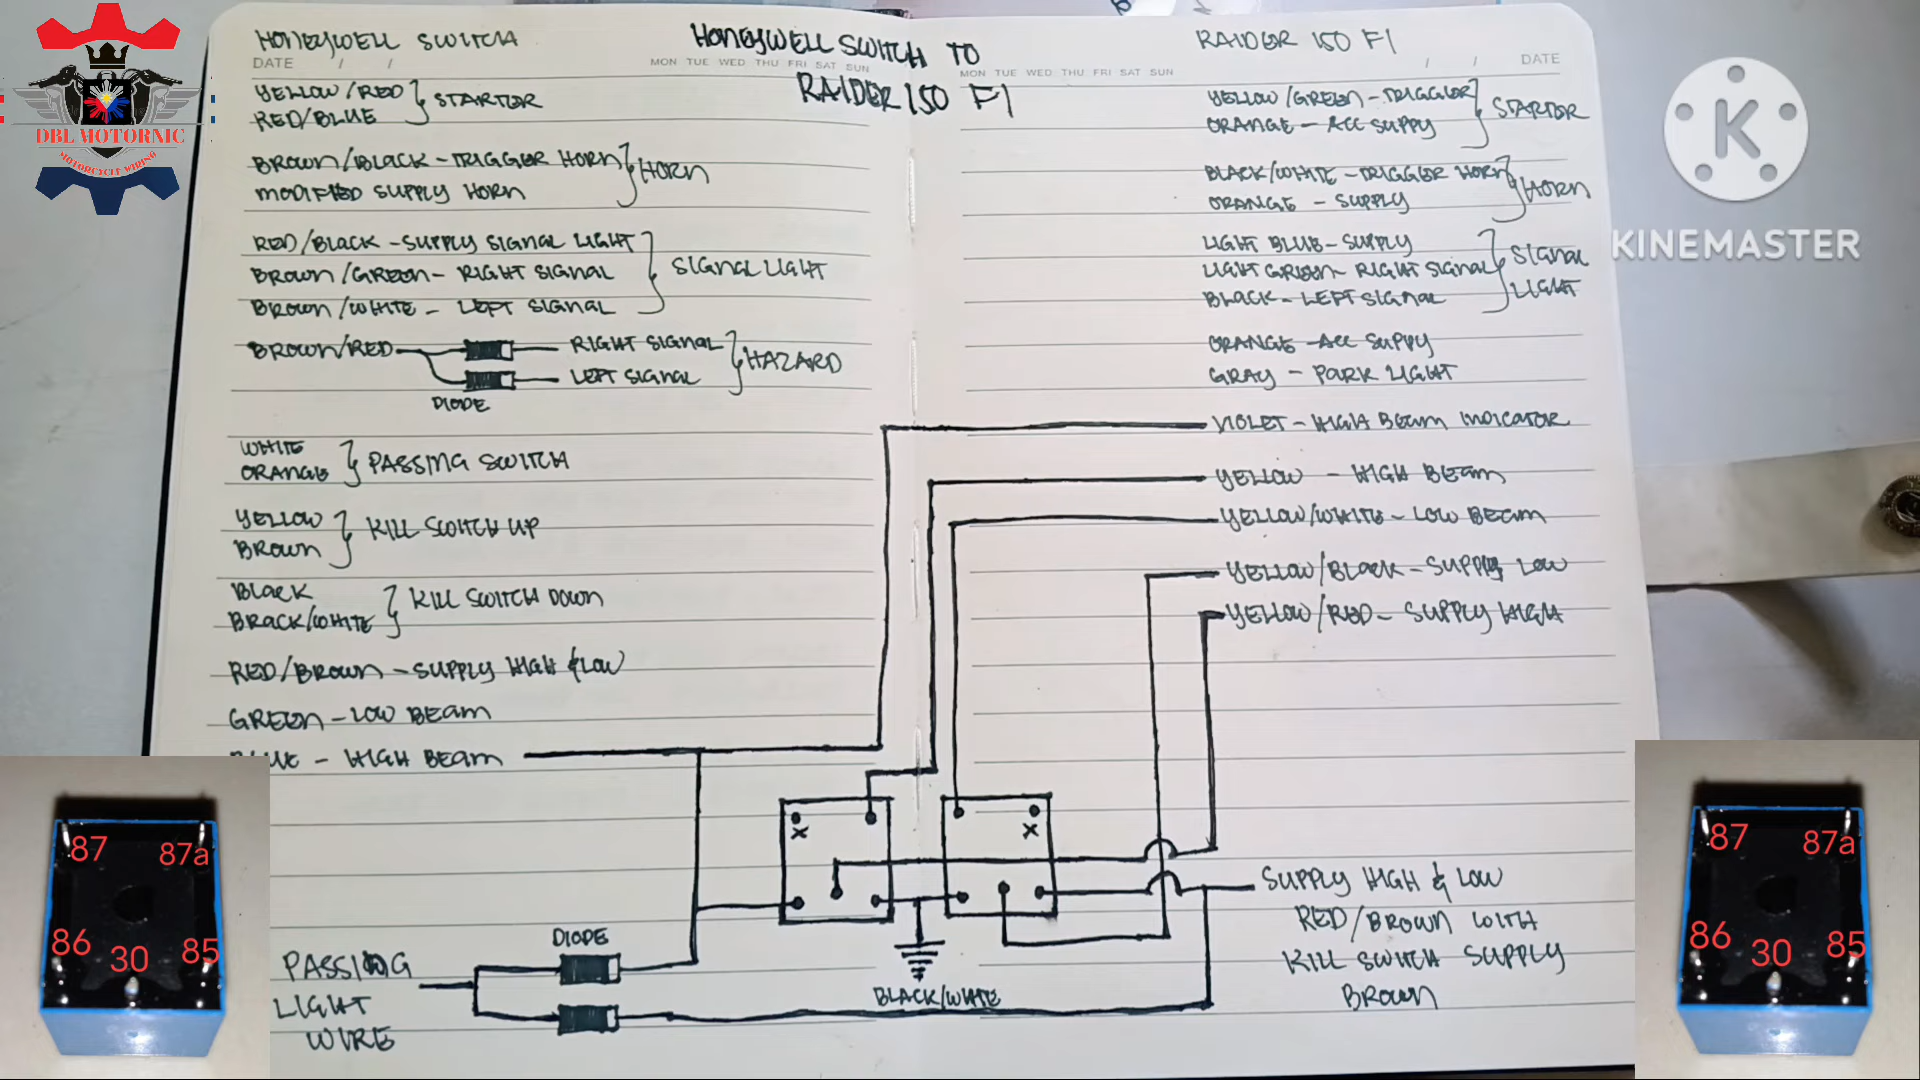 HONEYWELL SWITCH
DATE / /
YELLOW/RED
RED/BLUE
STARTER
BROWN/BLACK - TRIGGER HORN
MODIFIED SUPPLY HORN
HORN
RED/BLACK - SUPPLY SIGNAL LIGHT
BROWN/GREEN - RIGHT SIGNAL
BROWN/WHITE - LEFT SIGNAL
SIGNAL LIGHT
BROWN/RED
RIGHT SIGNAL
LEFT SIGNAL
HAZARD
DIODE
WHITE
ORANGE
PASSING SWITCH
YELLOW
BROWN
KILL SWITCH UP
BLACK
BRACK/WHITE
KILL SWITCH DOWN
RED/BROWN - SUPPLY HIGH & LOW
GREEN - LOW BEAM
BLUE - HIGH BEAM
PASSING
LIGHT
WIRE
DIODE
HONEYWELL SWITCH TO
MON TUE WED THU FRI SAT SUN
RAIDER 150 FI
MON TUE WED THU FRI SAT SUN
RAIDER 150 FI
/ / DATE
YELLOW/GREEN - TRIGGER
ORANGE - ACC SUPPLY
STARTER
BLACK/WHITE - TRIGGER HORN
ORANGE - SUPPLY
HORN
LIGHT BLUE - SUPPLY
LIGHT GREEN - RIGHT SIGNAL
BLACK - LEFT SIGNAL
SIGNAL
LIGHT
ORANGE - ACC SUPPLY
GRAY - PARK LIGHT
VIOLET - HIGH BEAM INDICATOR
YELLOW - HIGH BEAM
YELLOW/WHITE - LOW BEAM
YELLOW/BLACK - SUPPLY LOW
YELLOW/RED - SUPPLY HIGH
X
X
BLACK/WHITE
SUPPLY HIGH & LOW
RED/BROWN WITH
KILL SWITCH SUPPLY
BROWN
DBL MOTORNIC
MOTORCYCLE WIRING
K
KINEMASTER
87 87a
86 30 85
87 87a
86 30 85